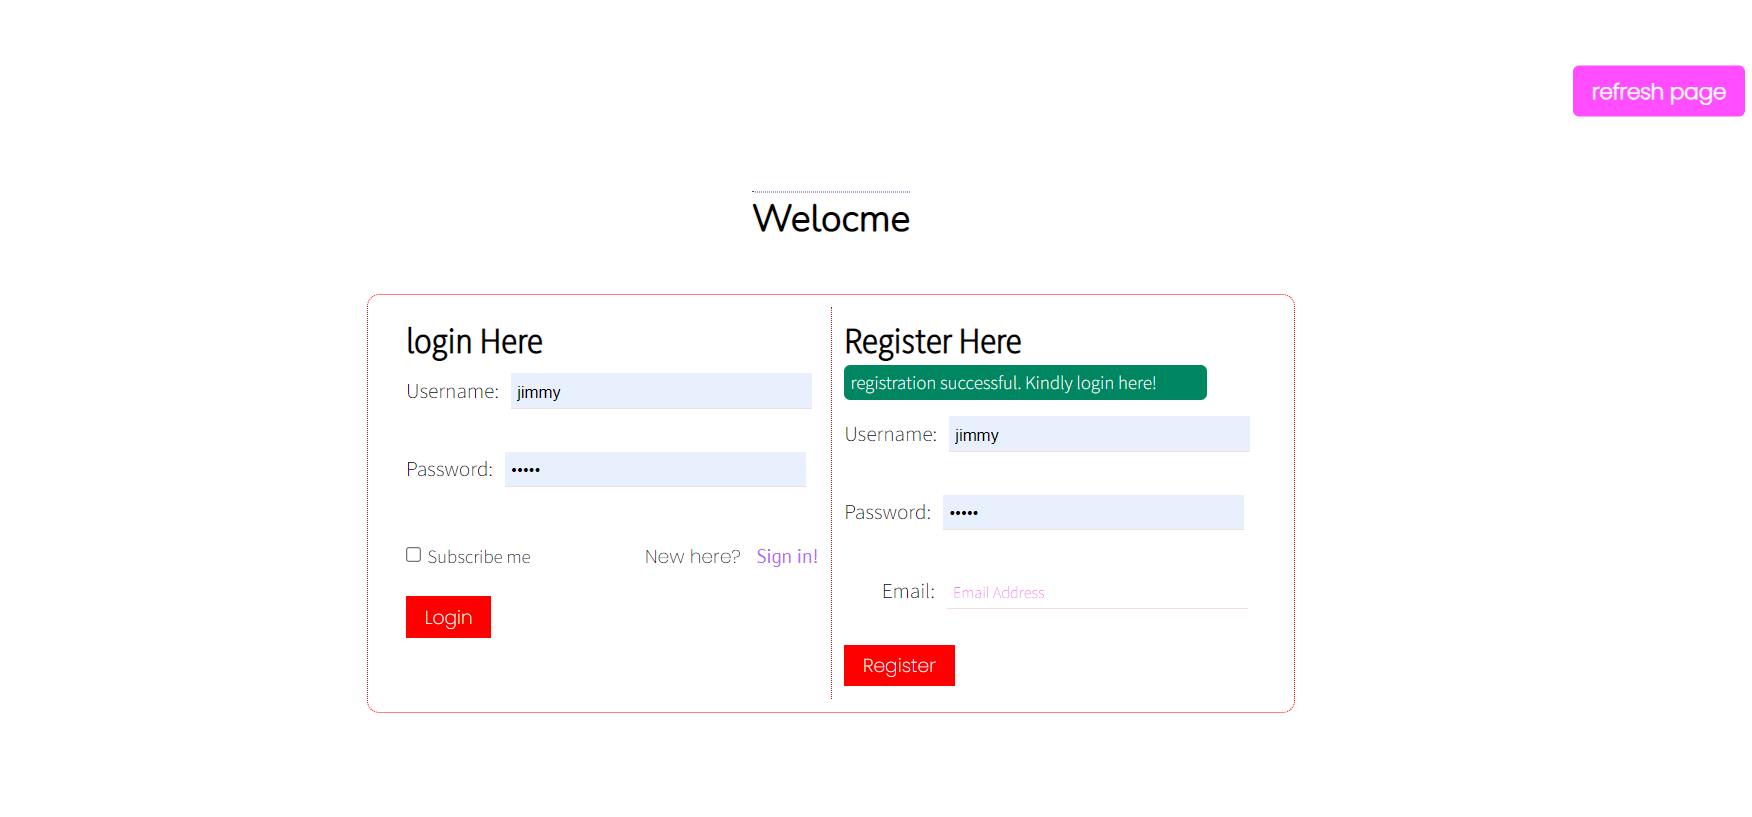 refresh page
Welocme
login Here
Username: jimmy
Password: •••••
Subscribe me New here? Sign in!
Login
Register Here
registration successful. Kindly login here!
Username: jimmy
Password: •••••
Email: Email Address
Register